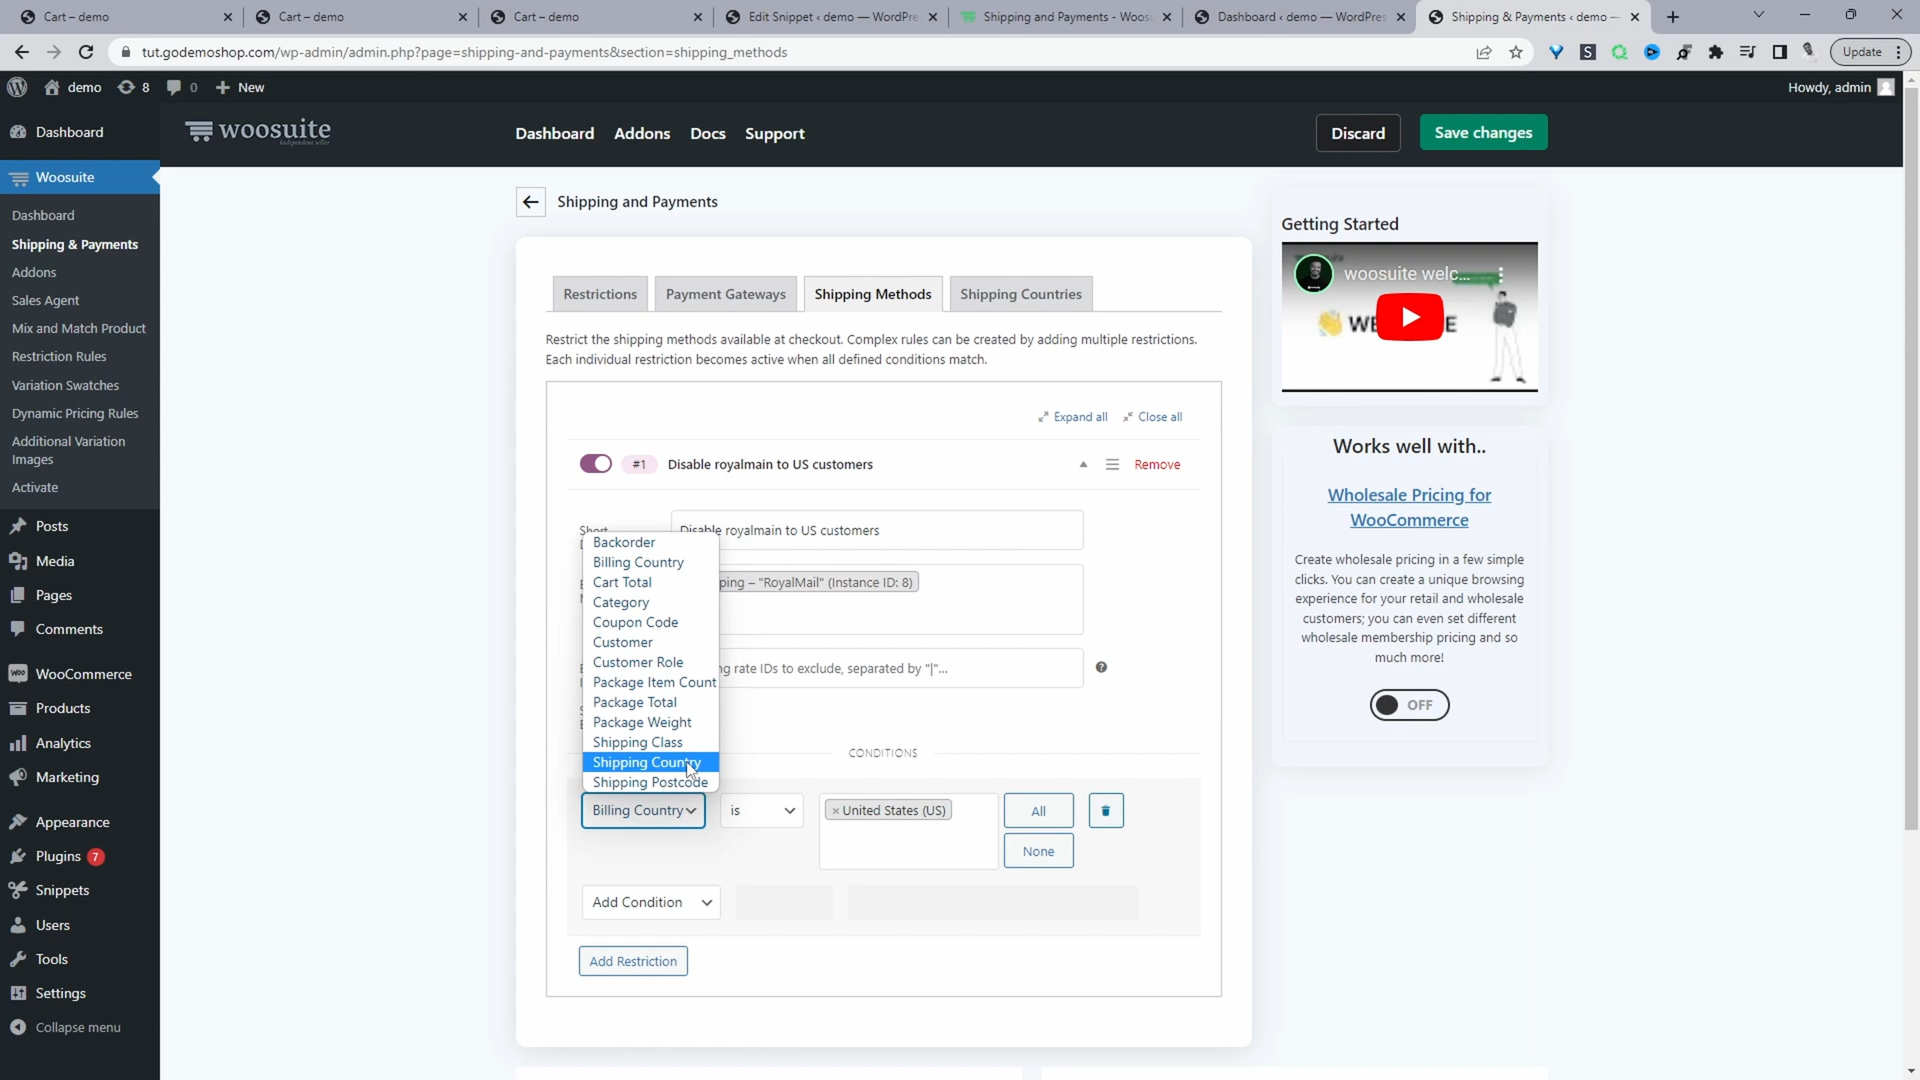 Cart – demo
Cart – demo
Cart – demo
Edit Snippet ‹ demo — WordPre
Shipping and Payments - Woos
Dashboard ‹ demo — WordPres
Shipping & Payments ‹ demo —
tut.godemoshop.com/wp-admin/admin.php?page=shipping-and-payments&section=shipping_methods
S
Update
demo
8
0
New
Howdy, admin
Dashboard
woosuite
Independent seller
Dashboard
Addons
Docs
Support
Discard
Save changes
Woosuite
Dashboard
Shipping & Payments
Addons
Sales Agent
Mix and Match Product
Restriction Rules
Variation Swatches
Dynamic Pricing Rules
Additional Variation
Images
Activate
Posts
Media
Pages
Comments
WooCommerce
Products
Analytics
Marketing
Appearance
Plugins 7
Snippets
Users
Tools
Settings
Collapse menu
Shipping and Payments
Restrictions
Payment Gateways
Shipping Methods
Shipping Countries
Restrict the shipping methods available at checkout. Complex rules can be created by adding multiple restrictions.
Each individual restriction becomes active when all defined conditions match.
Expand all
Close all
#1
Disable royalmain to US customers
Remove
Short
Disable royalmain to US customers
ping – "RoyalMail" (Instance ID: 8)
ng rate IDs to exclude, separated by "|"...
Backorder
Billing Country
Cart Total
Category
Coupon Code
Customer
Customer Role
Package Item Count
Package Total
Package Weight
Shipping Class
Shipping Country
Shipping Postcode
CONDITIONS
Billing Country
is
× United States (US)
All
None
Add Condition
Add Restriction
Getting Started
woosuite welc...
Works well with..
Wholesale Pricing for
WooCommerce
Create wholesale pricing in a few simple
clicks. You can create a unique browsing
experience for your retail and wholesale
customers; you can even set different
wholesale membership pricing and so
much more!
OFF